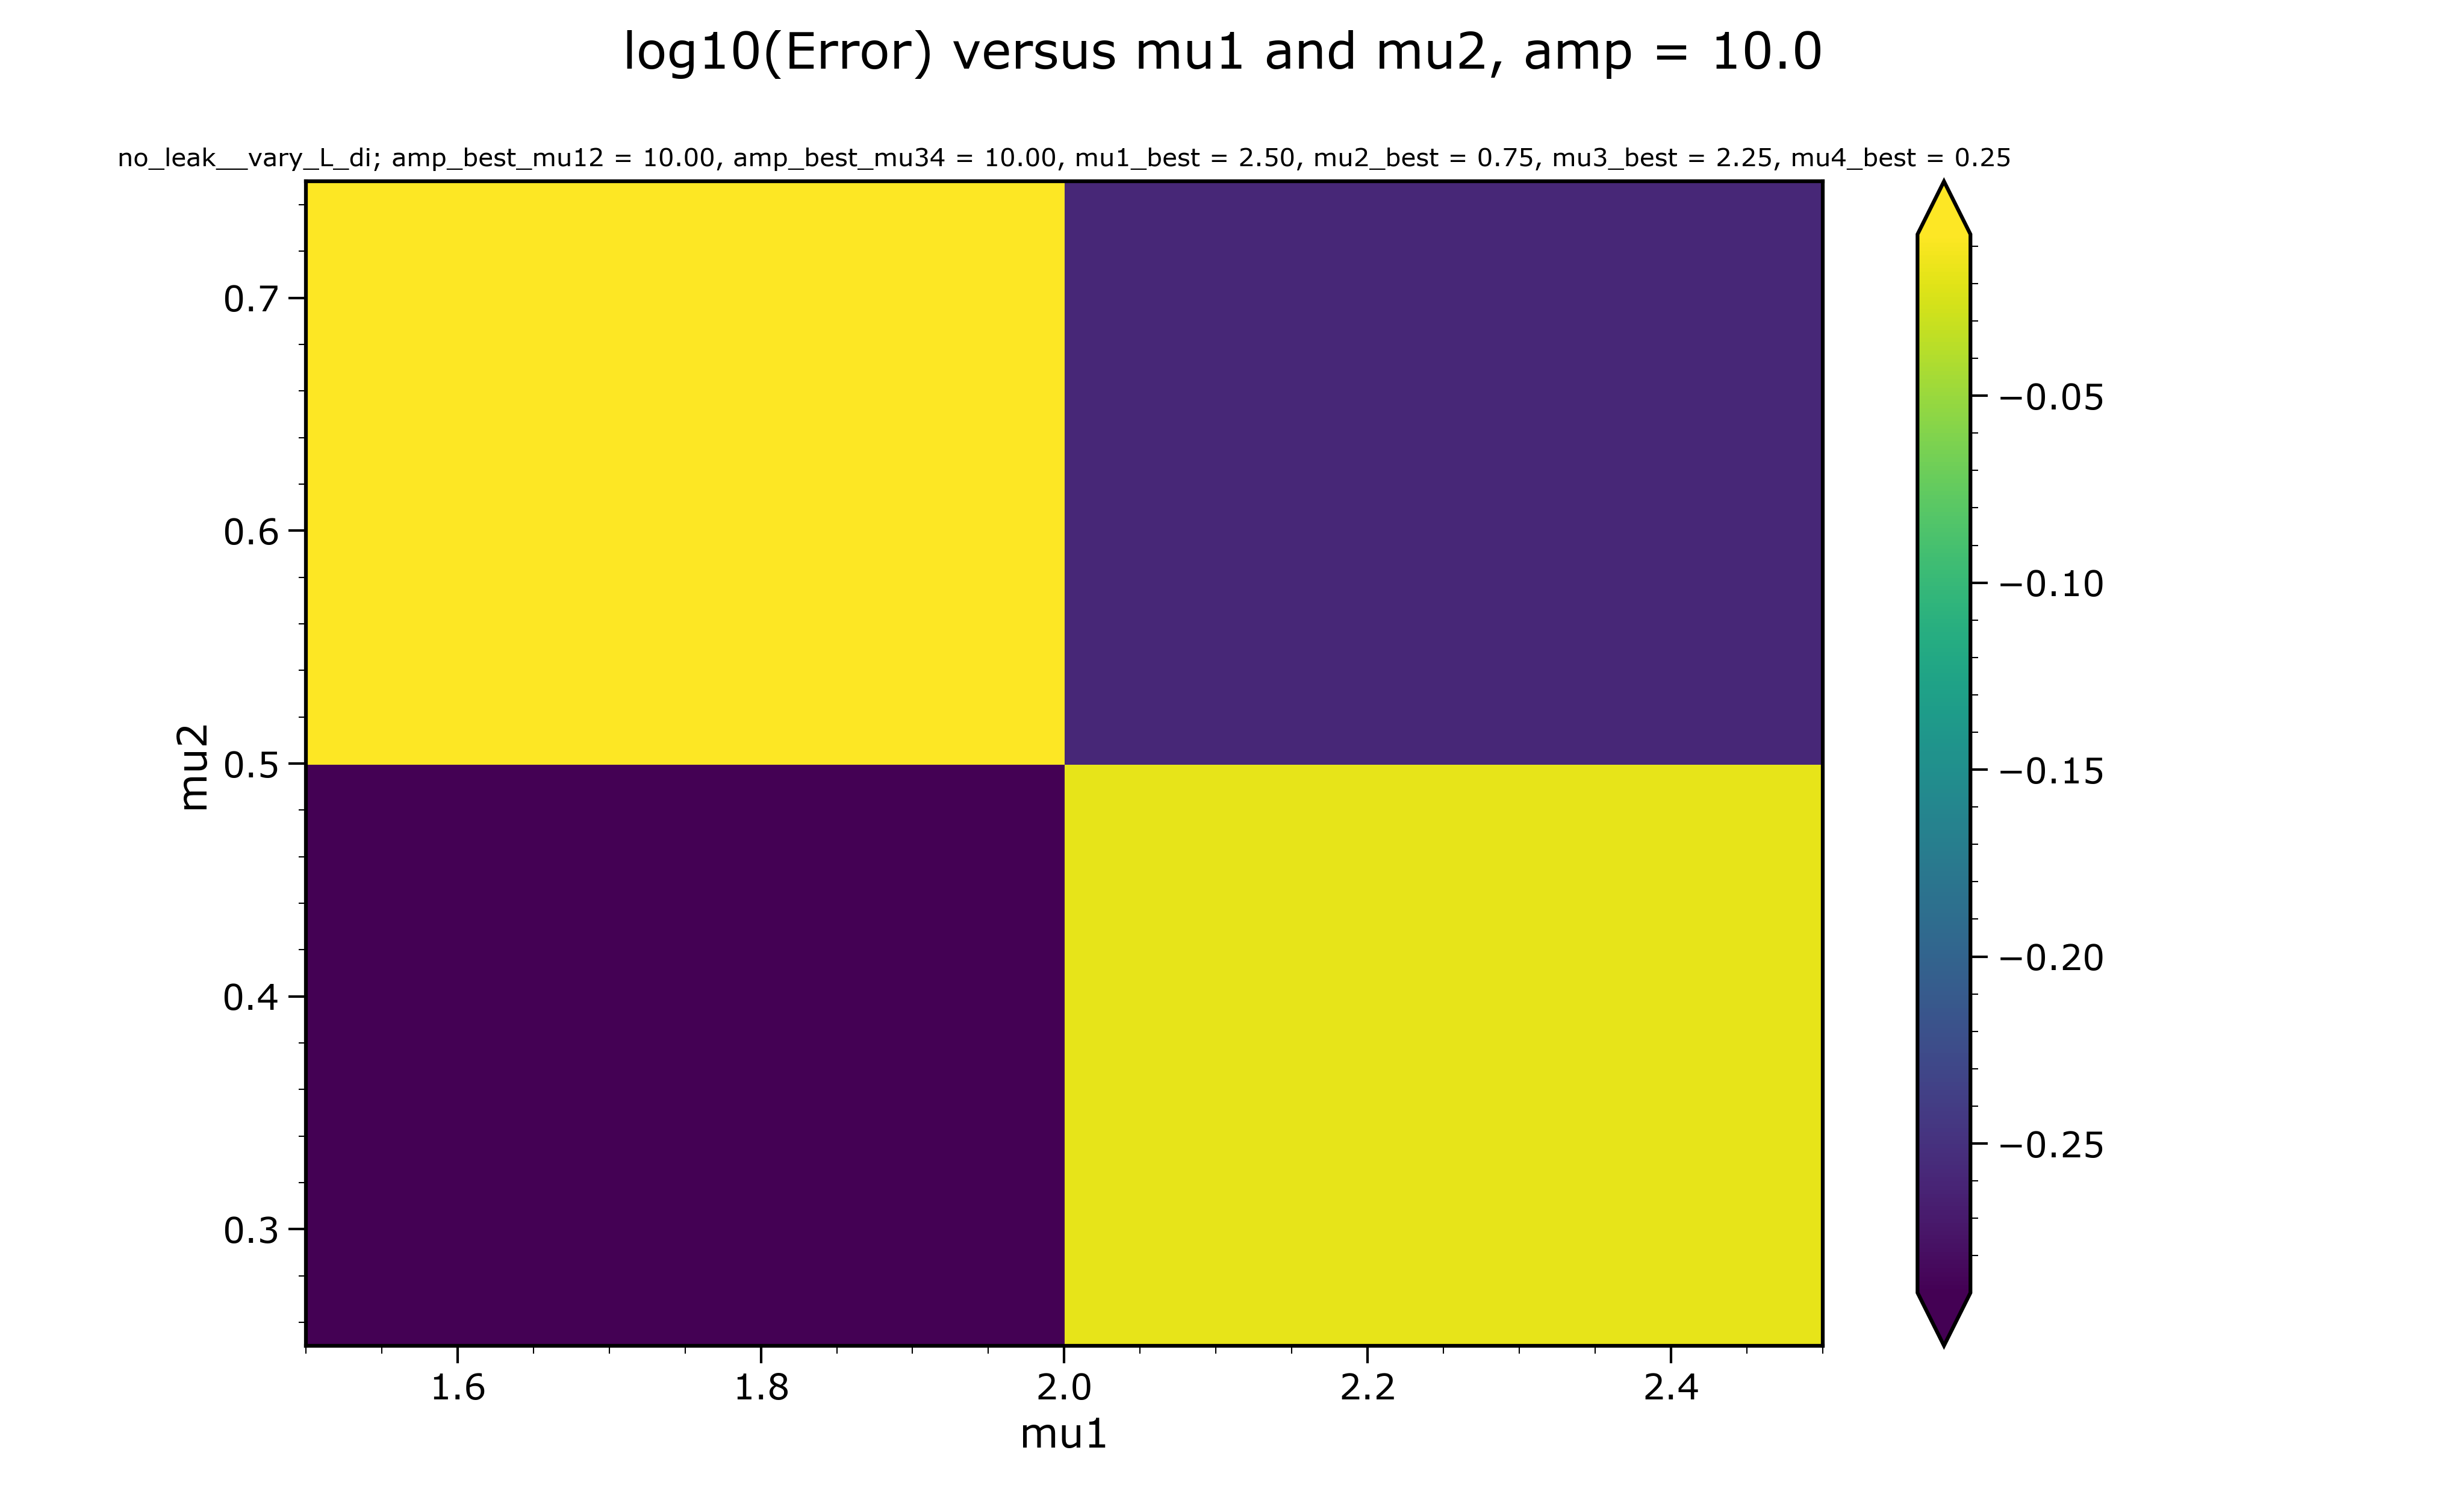 log10(Error) versus mu1 and mu2, amp = 10.0
no_leak__vary_L_di; amp_best_mu12 = 10.00, amp_best_mu34 = 10.00, mu1_best = 2.50, mu2_best = 0.75, mu3_best = 2.25, mu4_best = 0.25
mu2
0.7
0.6
0.5
0.4
0.3
1.6 1.8 2.0 2.2 2.4
mu1
−0.05
−0.10
−0.15
−0.20
−0.25